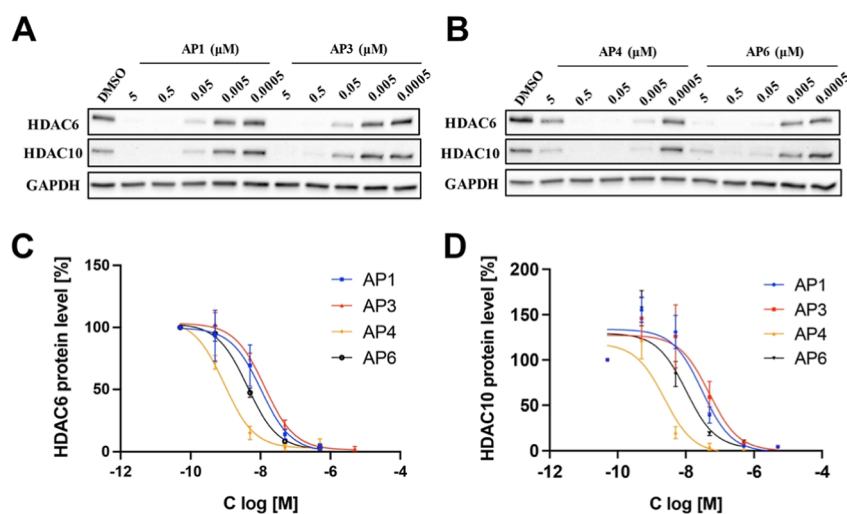 A
AP1 (µM) AP3 (µM)
DMSO 5 0.5 0.05 0.005 0.0005 5 0.5 0.05 0.005 0.0005
HDAC6
HDAC10
GAPDH
B
AP4 (µM) AP6 (µM)
DMSO 5 0.5 0.05 0.005 0.0005 5 0.5 0.05 0.005 0.0005
HDAC6
HDAC10
GAPDH
C
HDAC6 protein level [%]
150
100
50
0
-12 -10 -8 -6 -4
C log [M]
AP1
AP3
AP4
AP6
D
HDAC10 protein level [%]
200
150
100
50
0
-12 -10 -8 -6 -4
C log [M]
AP1
AP3
AP4
AP6